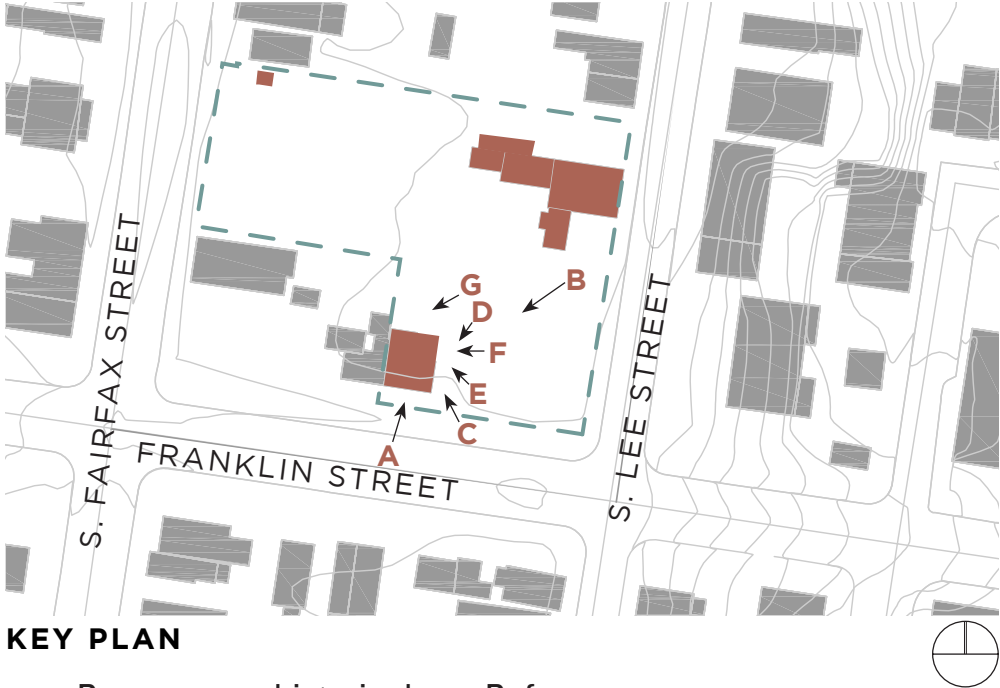 S. FAIRFAX STREET
G
B
D
F
E
C
A
S. LEE STREET
FRANKLIN STREET
KEY PLAN